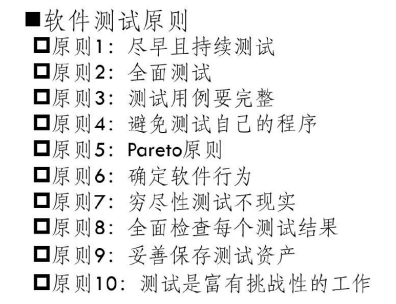 ■软件测试原则
原则1：尽早且持续测试
原则2：全面测试
原则3：测试用例要完整
原则4：避免测试自己的程序
原则5：Pareto原则
原则6：确定软件行为
原则7：穷尽性测试不现实
原则8：全面检查每个测试结果
原则9：妥善保存测试资产
原则10：测试是富有挑战性的工作